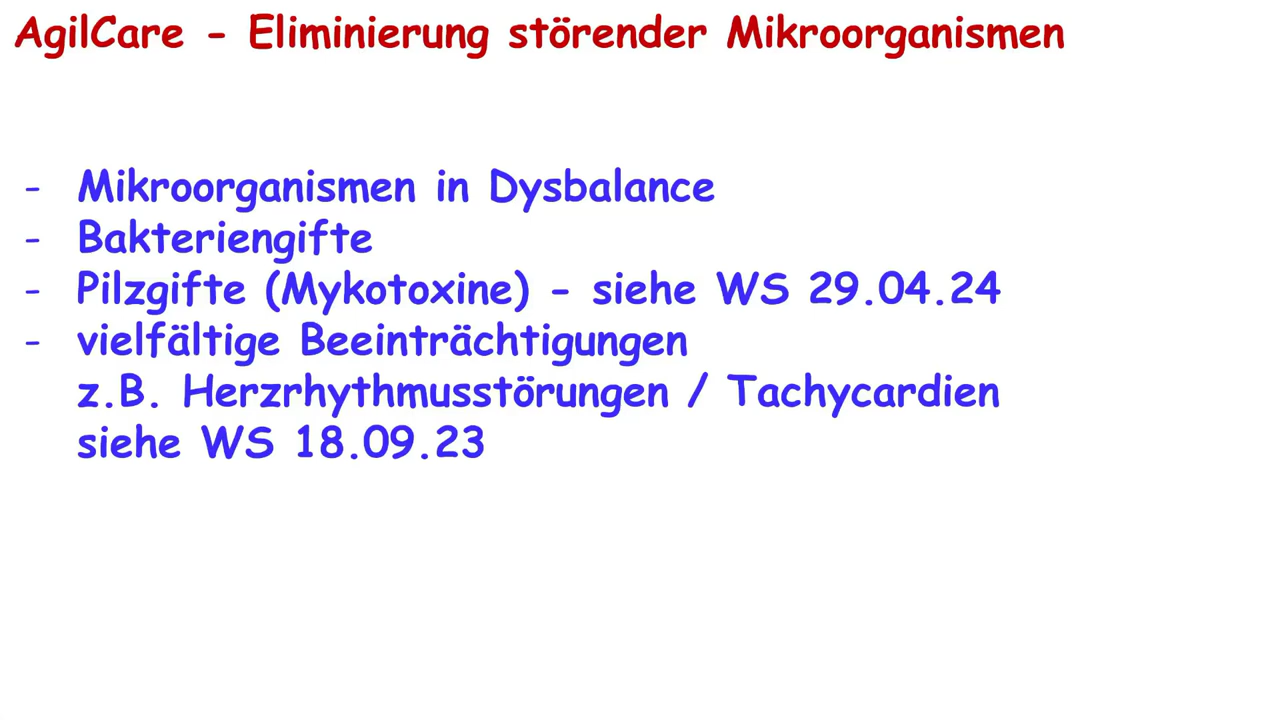 AgilCare - Eliminierung störender Mikroorganismen
- Mikroorganismen in Dysbalance
- Bakteriengifte
- Pilzgifte (Mykotoxine) - siehe WS 29.04.24
- vielfältige Beeinträchtigungen
z.B. Herzrhythmusstörungen / Tachycardien
siehe WS 18.09.23